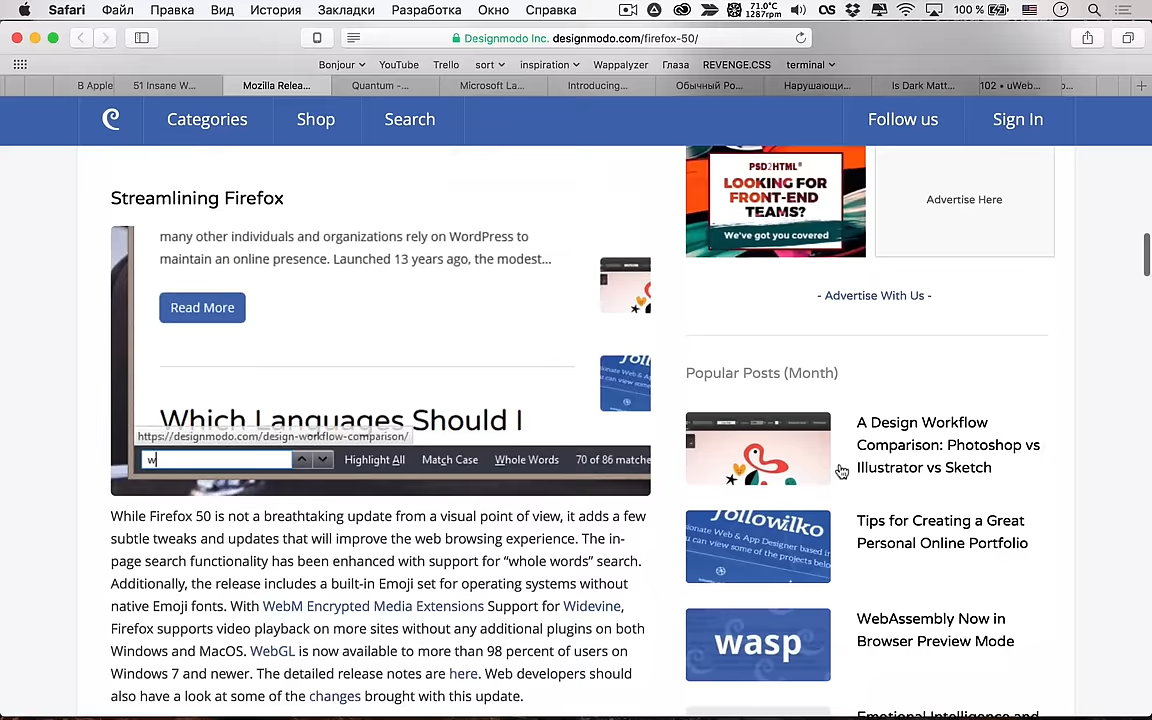 Safari Файл Правка Вид История Закладки Разработка Окно Справка 71.0°C 1287rpm 100 %
Designmodo Inc. designmodo.com/firefox-50/
Bonjour YouTube Trello sort inspiration Wappalyzer Глаза REVENGE.CSS terminal
B Apple 51 Insane W... Mozilla Relea... Quantum -... Microsoft La... Introducing... Обычный Ро... Нарушающи... Is Dark Matt... 102 • uWeb...
Categories Shop Search Follow us Sign In
Streamlining Firefox
many other individuals and organizations rely on WordPress to
maintain an online presence. Launched 13 years ago, the modest...
Read More
Which Languages Should I
https://designmodo.com/design-workflow-comparison/
w Highlight All Match Case Whole Words 70 of 86 matche
While Firefox 50 is not a breathtaking update from a visual point of view, it adds a few
subtle tweaks and updates that will improve the web browsing experience. The in-
page search functionality has been enhanced with support for “whole words” search.
Additionally, the release includes a built-in Emoji set for operating systems without
native Emoji fonts. With WebM Encrypted Media Extensions Support for Widevine,
Firefox supports video playback on more sites without any additional plugins on both
Windows and MacOS. WebGL is now available to more than 98 percent of users on
Windows 7 and newer. The detailed release notes are here. Web developers should
also have a look at some of the changes brought with this update.
PSD2HTML
LOOKING FOR
FRONT-END
TEAMS?
We've got you covered
Advertise Here
- Advertise With Us -
Popular Posts (Month)
A Design Workflow
Comparison: Photoshop vs
Illustrator vs Sketch
followilko
Tips for Creating a Great
Personal Online Portfolio
wasp
WebAssembly Now in
Browser Preview Mode
Emotional Intelligence and